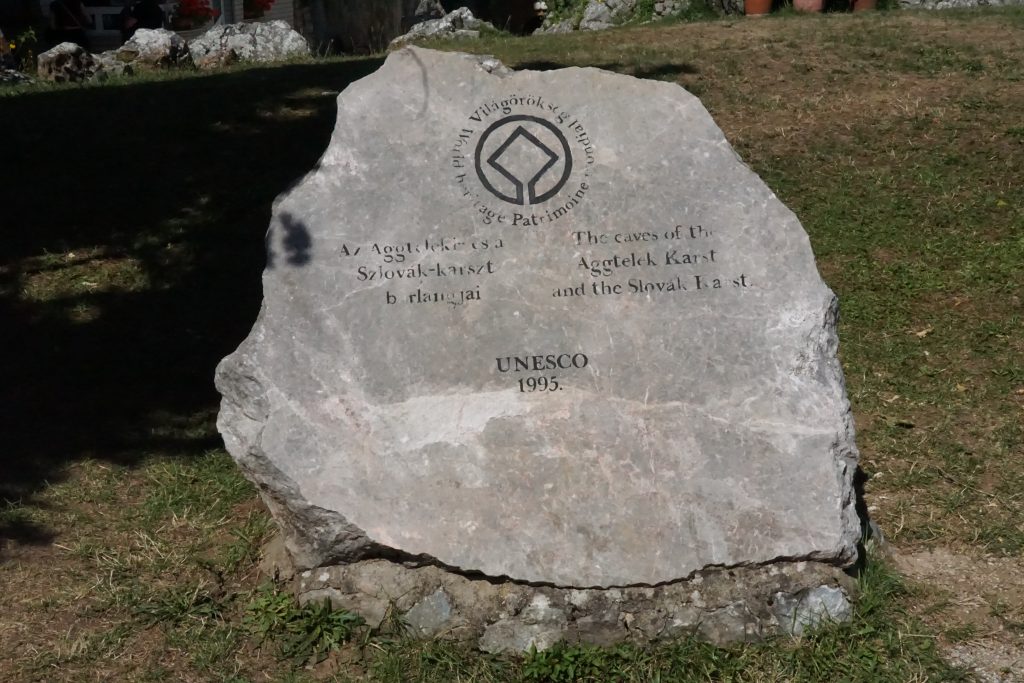 Világörökség
World heritage Patrimoine mondial
Az Aggteleki- és a
Szlovák-karszt
barlangjai
The caves of the
Aggtelek Karst
and the Slovak Karst.
UNESCO
1995.